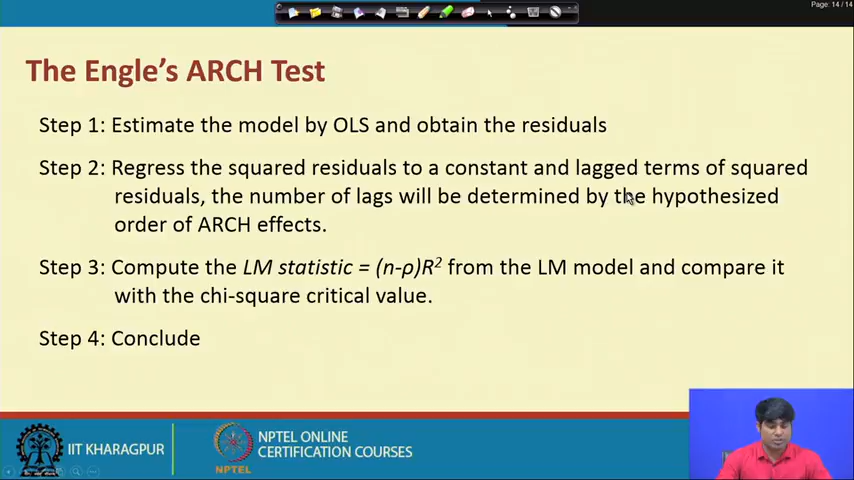 Page: 14 / 14
The Engle's ARCH Test
Step 1: Estimate the model by OLS and obtain the residuals
Step 2: Regress the squared residuals to a constant and lagged terms of squared
residuals, the number of lags will be determined by the hypothesized
order of ARCH effects.
Step 3: Compute the LM statistic = (n-ρ)R² from the LM model and compare it
with the chi-square critical value.
Step 4: Conclude
IIT KHARAGPUR
NPTEL
NPTEL ONLINE
CERTIFICATION COURSES